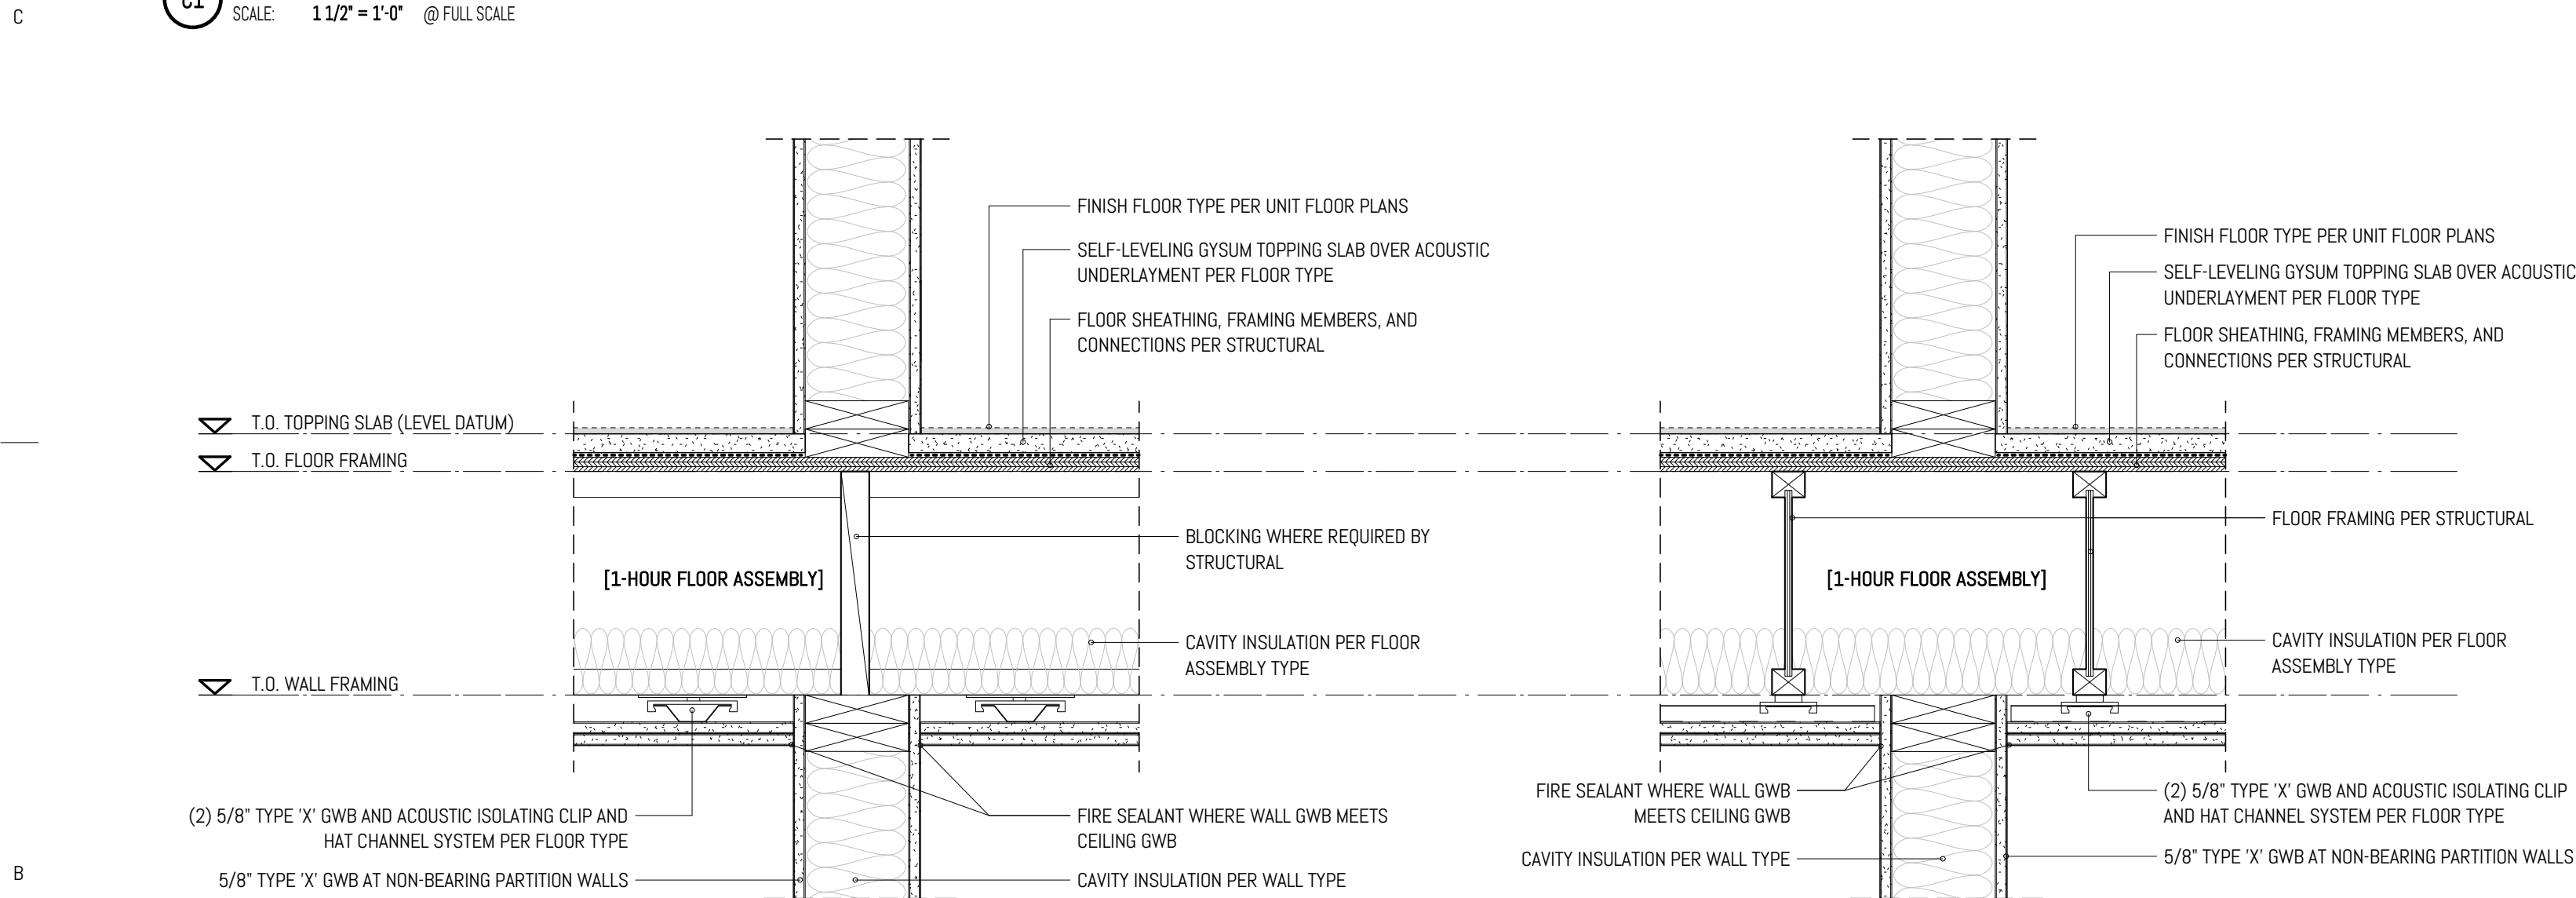 C
C1
SCALE: 1 1/2" = 1'-0" @ FULL SCALE
FINISH FLOOR TYPE PER UNIT FLOOR PLANS
SELF-LEVELING GYSUM TOPPING SLAB OVER ACOUSTIC
UNDERLAYMENT PER FLOOR TYPE
FLOOR SHEATHING, FRAMING MEMBERS, AND
CONNECTIONS PER STRUCTURAL
T.O. TOPPING SLAB (LEVEL DATUM)
T.O. FLOOR FRAMING
BLOCKING WHERE REQUIRED BY
STRUCTURAL
[1-HOUR FLOOR ASSEMBLY]
CAVITY INSULATION PER FLOOR
ASSEMBLY TYPE
T.O. WALL FRAMING
(2) 5/8" TYPE 'X' GWB AND ACOUSTIC ISOLATING CLIP AND
HAT CHANNEL SYSTEM PER FLOOR TYPE
5/8" TYPE 'X' GWB AT NON-BEARING PARTITION WALLS
FIRE SEALANT WHERE WALL GWB MEETS
CEILING GWB
CAVITY INSULATION PER WALL TYPE
FINISH FLOOR TYPE PER UNIT FLOOR PLANS
SELF-LEVELING GYSUM TOPPING SLAB OVER ACOUSTIC
UNDERLAYMENT PER FLOOR TYPE
FLOOR SHEATHING, FRAMING MEMBERS, AND
CONNECTIONS PER STRUCTURAL
FLOOR FRAMING PER STRUCTURAL
[1-HOUR FLOOR ASSEMBLY]
CAVITY INSULATION PER FLOOR
ASSEMBLY TYPE
FIRE SEALANT WHERE WALL GWB
MEETS CEILING GWB
CAVITY INSULATION PER WALL TYPE
(2) 5/8" TYPE 'X' GWB AND ACOUSTIC ISOLATING CLIP
AND HAT CHANNEL SYSTEM PER FLOOR TYPE
5/8" TYPE 'X' GWB AT NON-BEARING PARTITION WALLS
B